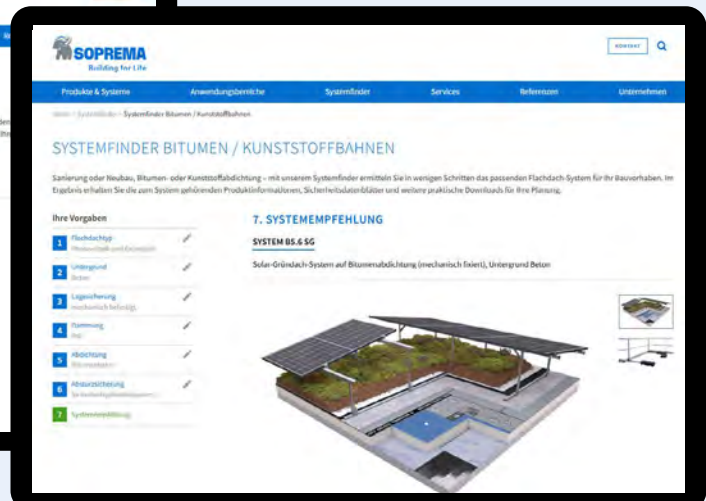 SOPREMA
Building for Life
KONTAKT
Produkte & Systeme Anwendungsbereiche Systemfinder Services Referenzen Unternehmen
Home > Systemfinder > Systemfinder Bitumen / Kunststoffbahnen
SYSTEMFINDER BITUMEN / KUNSTSTOFFBAHNEN
Sanierung oder Neubau, Bitumen- oder Kunststoffabdichtung – mit unserem Systemfinder ermitteln Sie in wenigen Schritten das passenden Flachdach-System für Ihr Bauvorhaben. Im
Ergebnis erhalten Sie die zum System gehörenden Produktinformationen, Sicherheitsdatenblätter und weitere praktische Downloads für Ihre Planung.
Ihre Vorgaben
1 Flachdachtyp
2 Untergrund
Beton
3 Lagesicherung
mechanisch befestigt
4 Dämmung
5 Abdichtung
Bitumenbahn
6 Absturzsicherung
7 Systemempfehlung
7. SYSTEMEMPFEHLUNG
SYSTEM B5.6 SG
Solar-Gründach-System auf Bitumenabdichtung (mechanisch fixiert), Untergrund Beton